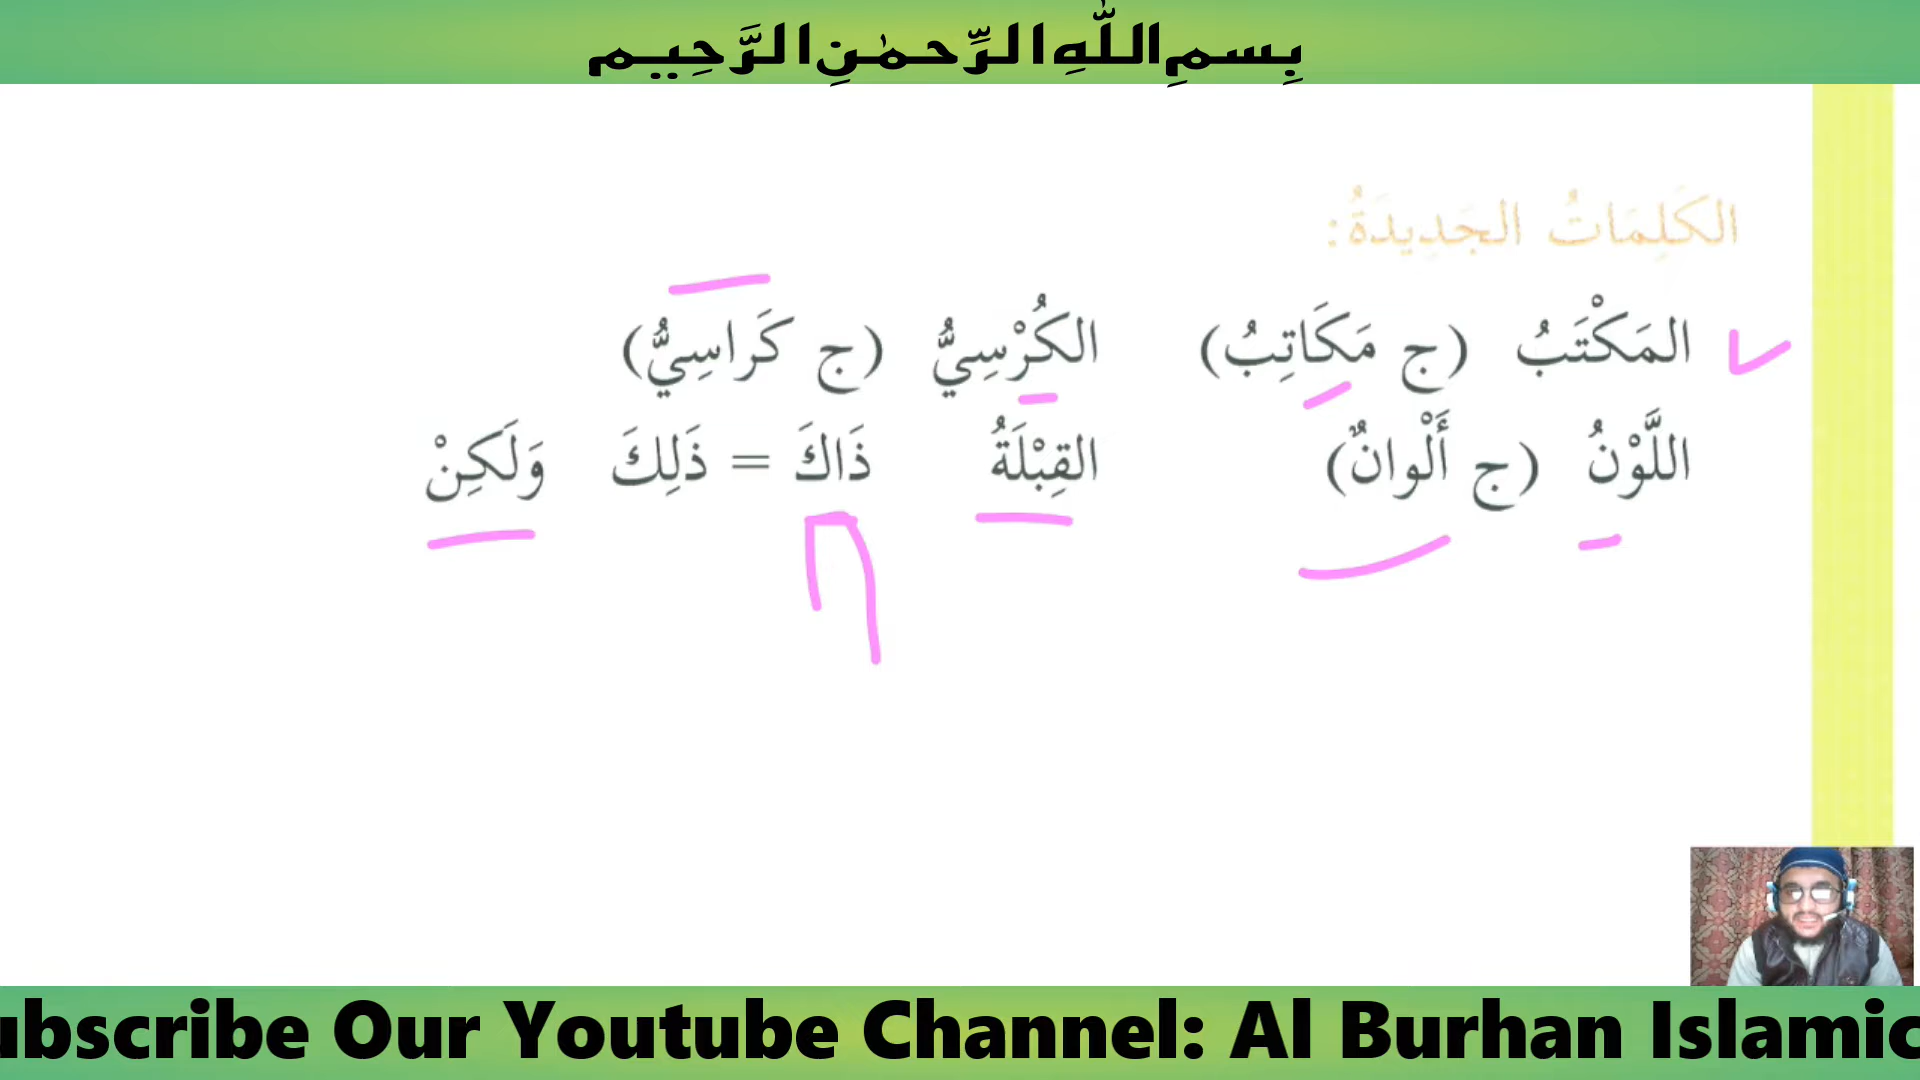 بِسمِ اللّٰهِ الرَّحمٰنِ الرَّحِيم
الكَلِمَاتُ الجَدِيدَةُ:
المَكْتَبُ (ج مَكَاتِبُ) الكُرْسِيُّ (ج كَراسِيُّ)
اللَّوْنُ (ج أَلْوانٌ) القِبْلَةُ ذَاكَ = ذَلِكَ وَلَكِنْ
ubscribe Our Youtube Channel: Al Burhan Islamic